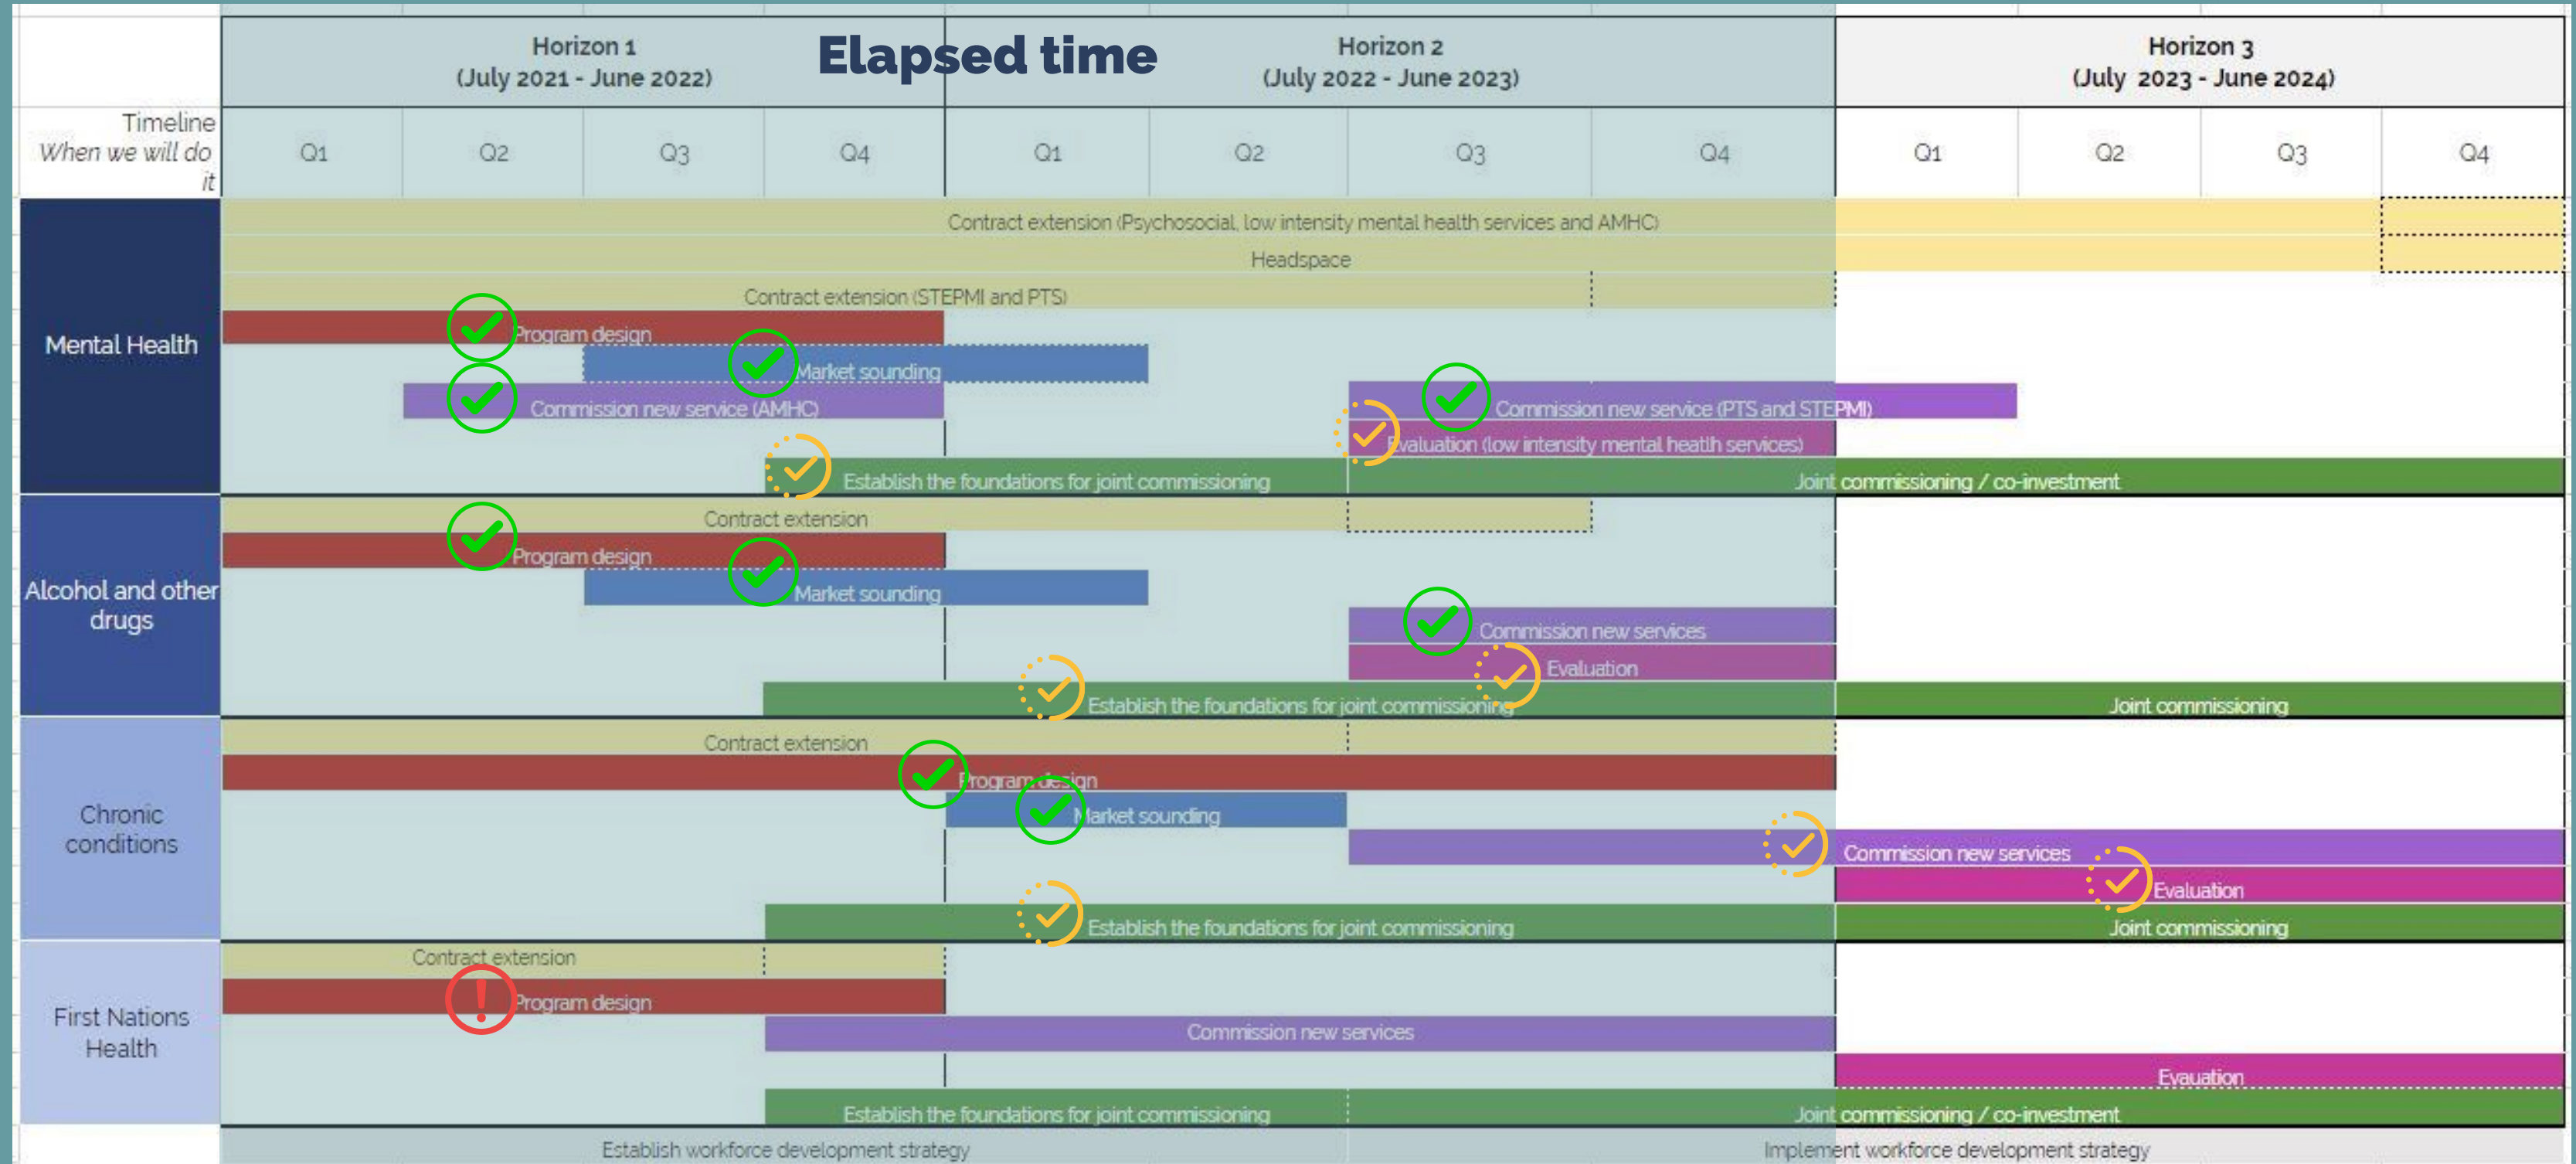 Elapsed time
Horizon 1
(July 2021 - June 2022)
Horizon 2
(July 2022 - June 2023)
Horizon 3
(July 2023 - June 2024)
Timeline
When we will do
it
Q1
Q2
Q3
Q4
Q1
Q2
Q3
Q4
Q1
Q2
Q3
Q4
Mental Health
Contract extension (Psychosocial, low intensity mental health services and AMHC)
Headspace
Contract extension (STEPMI and PTS)
Program design
Market sounding
Commission new service (AMHC)
Commission new service (PTS and STEPMI)
Evaluation (low intensity mental heatlh services)
Establish the foundations for joint commissioning
Joint commissioning / co-investment
Alcohol and other
drugs
Contract extension
Program design
Market sounding
Commission new services
Evaluation
Establish the foundations for joint commissioning
Joint commissioning
Chronic
conditions
Contract extension
Program design
Market sounding
Commission new services
Evaluation
Establish the foundations for joint commissioning
Joint commissioning
First Nations
Health
Contract extension
Program design
Commission new services
Evauation
Establish the foundations for joint commissioning
Joint commissioning / co-investment
Establish workforce development strategy
Implement workforce development strategy